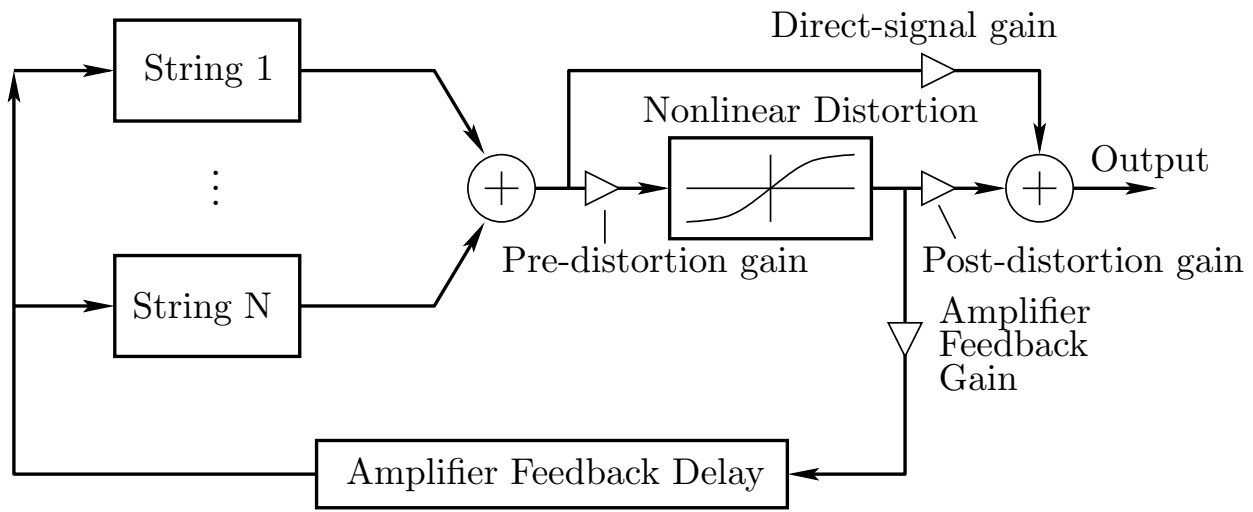 Direct-signal gain
String 1
Nonlinear Distortion
Output
Pre-distortion gain
Post-distortion gain
String N
Amplifier
Feedback
Gain
Amplifier Feedback Delay